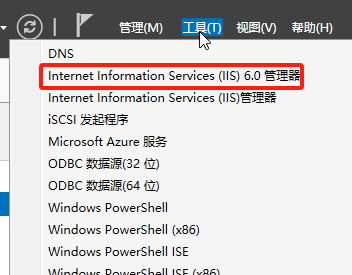 管理(M) 工具(T) 视图(V) 帮助(H)
DNS
Internet Information Services (IIS) 6.0 管理器
Internet Information Services (IIS)管理器
iSCSI 发起程序
Microsoft Azure 服务
ODBC 数据源(32 位)
ODBC 数据源(64 位)
Windows PowerShell
Windows PowerShell (x86)
Windows PowerShell ISE
Windows PowerShell ISE (x86)